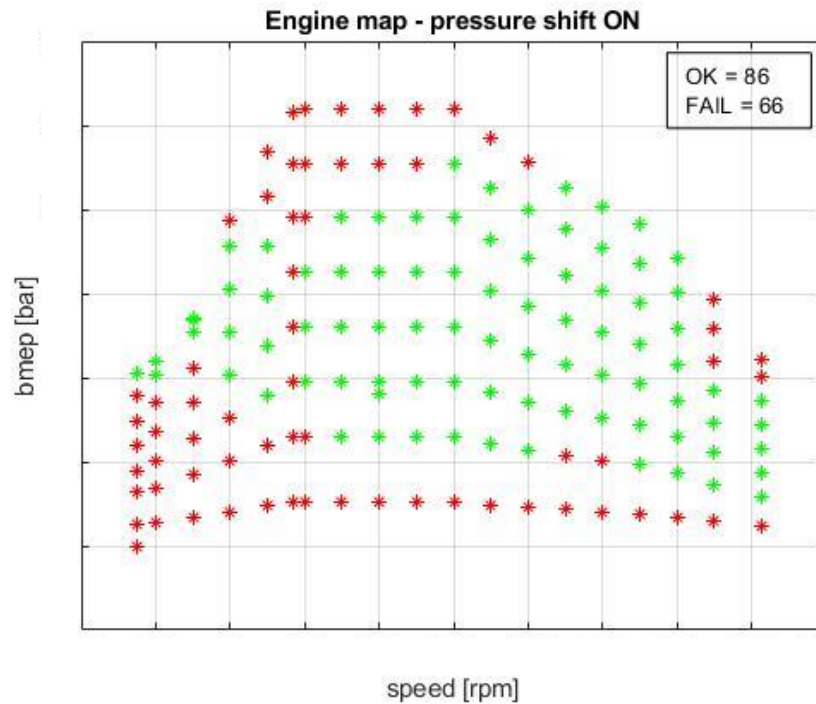 Engine map - pressure shift ON
OK = 86
FAIL = 66
bmep [bar]
speed [rpm]